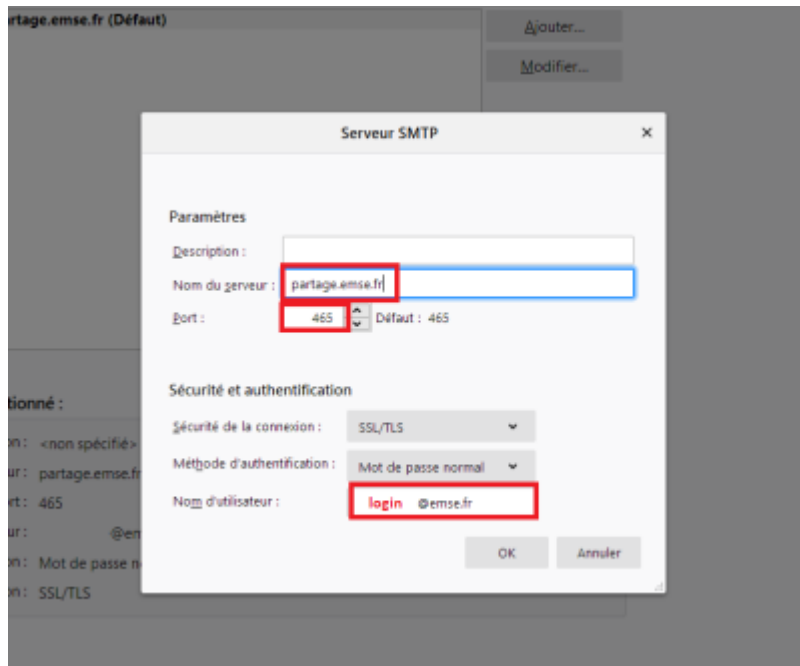 rtage.emse.fr (Défaut)
Ajouter...
Modifier...
Serveur SMTP
Paramètres
Description :
Nom du serveur : partage.emse.fr
Port : 465 Défaut : 465
Sécurité et authentification
Sécurité de la connexion : SSL/TLS
Méthode d'authentification : Mot de passe normal
Nom d'utilisateur : login @emse.fr
OK Annuler
tionné :
on : <non spécifié>
ur : partage.emse.fr
rt : 465
ur : @em
on : Mot de passe n
on : SSL/TLS